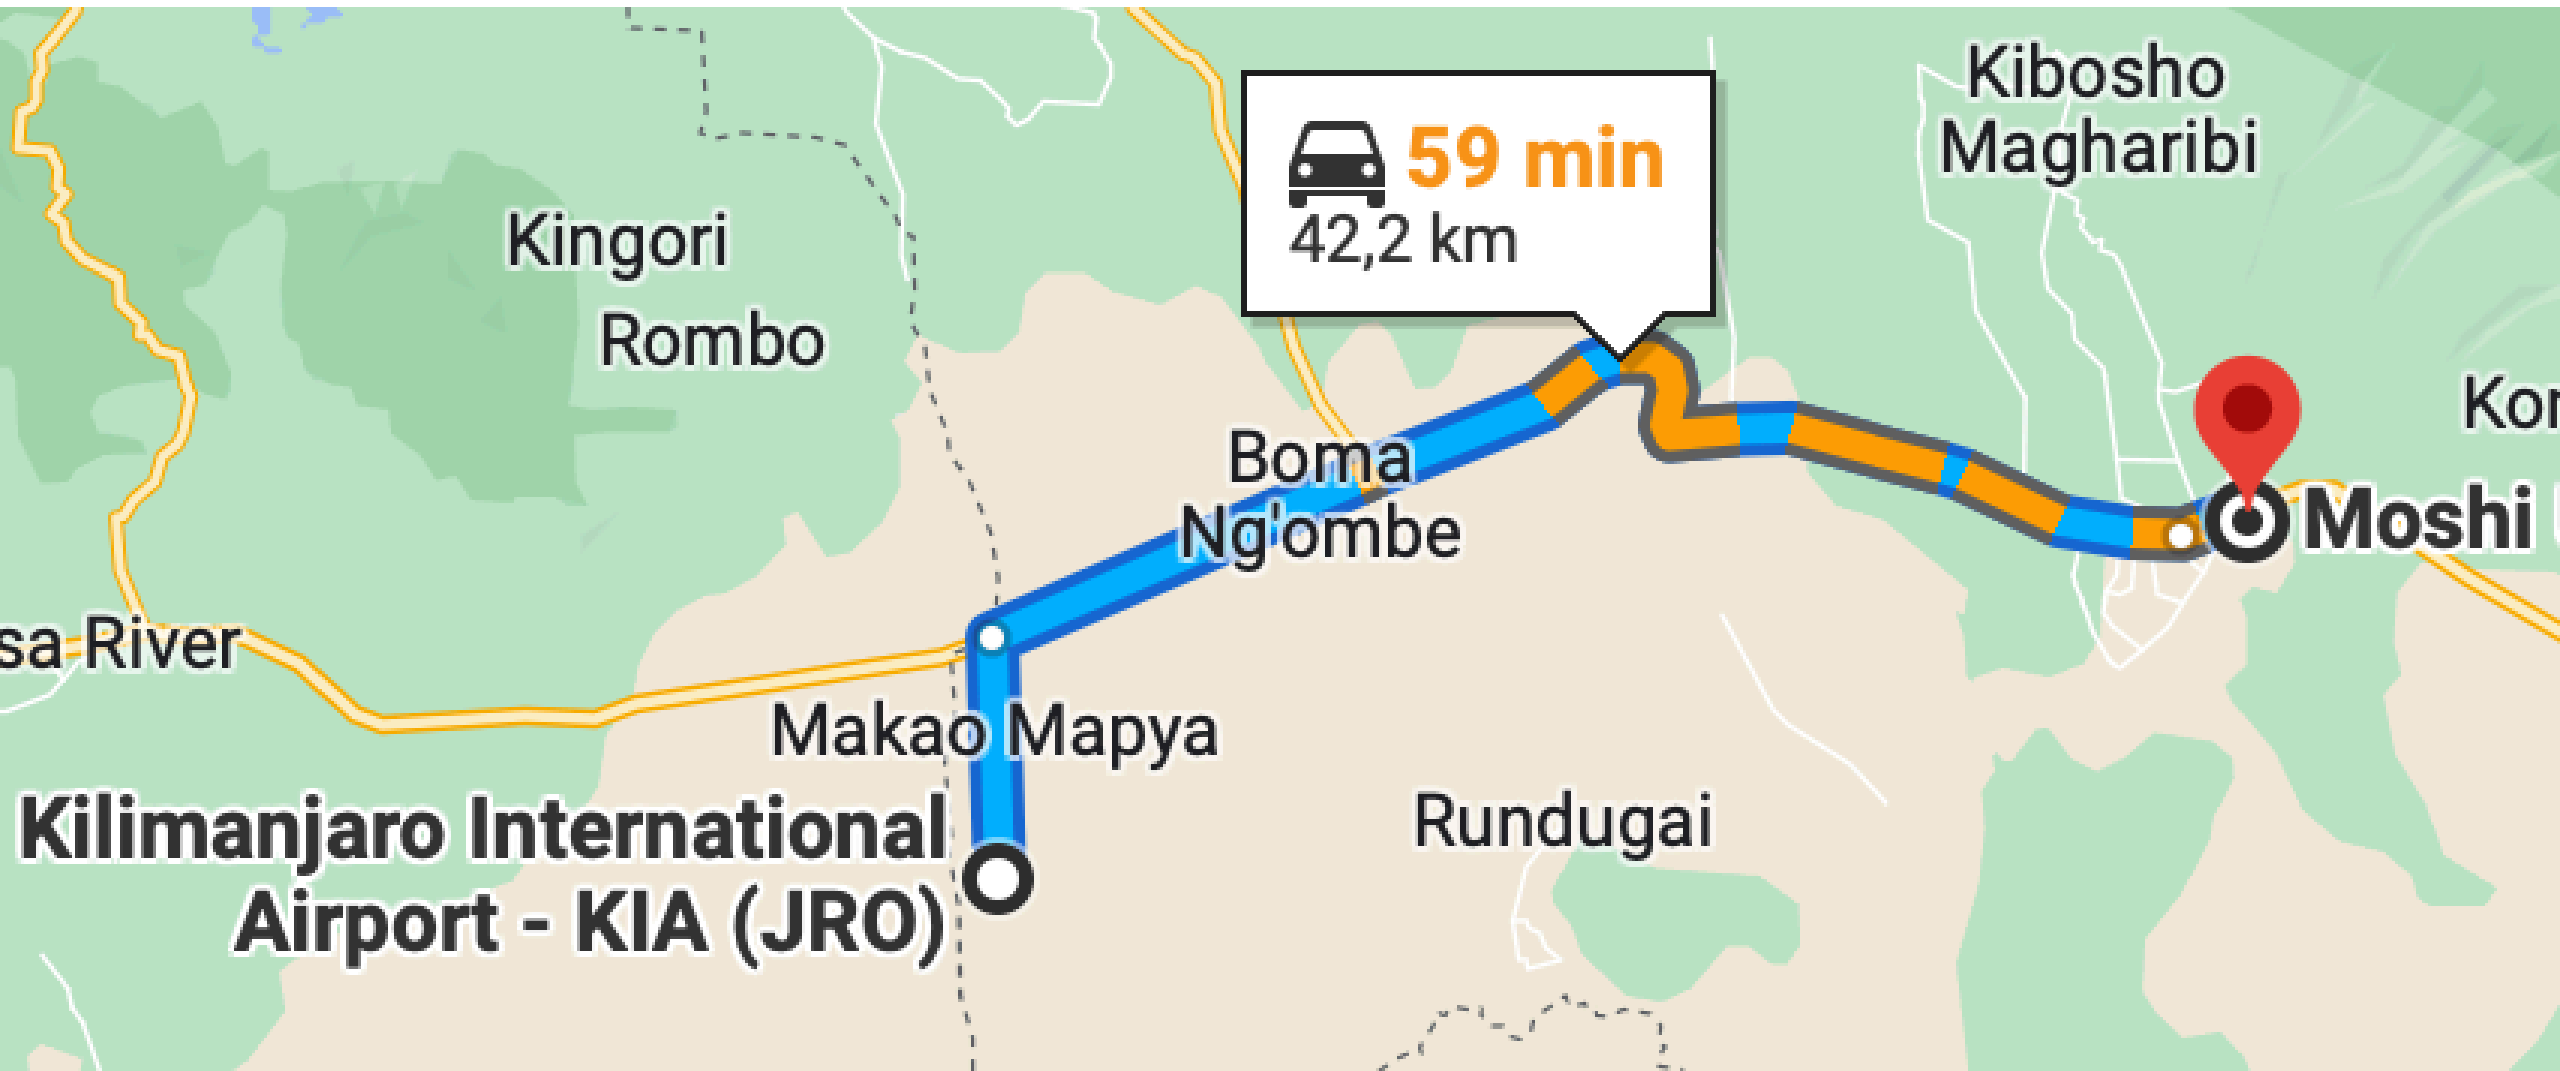 Kibosho
Magharibi
59 min
42,2 km
Kingori
Rombo
Boma
Ng'ombe
Moshi
River
Makao Mapya
Kilimanjaro International
Airport - KIA (JRO)
Rundugai